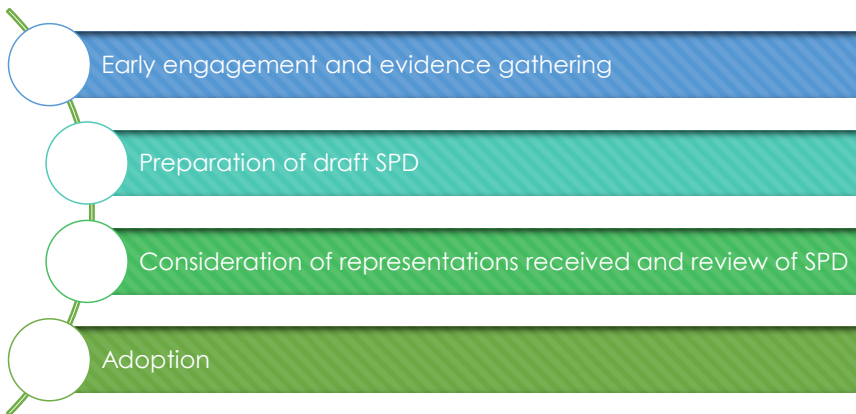 Early engagement and evidence gathering
Preparation of draft SPD
Consideration of representations received and review of SPD
Adoption